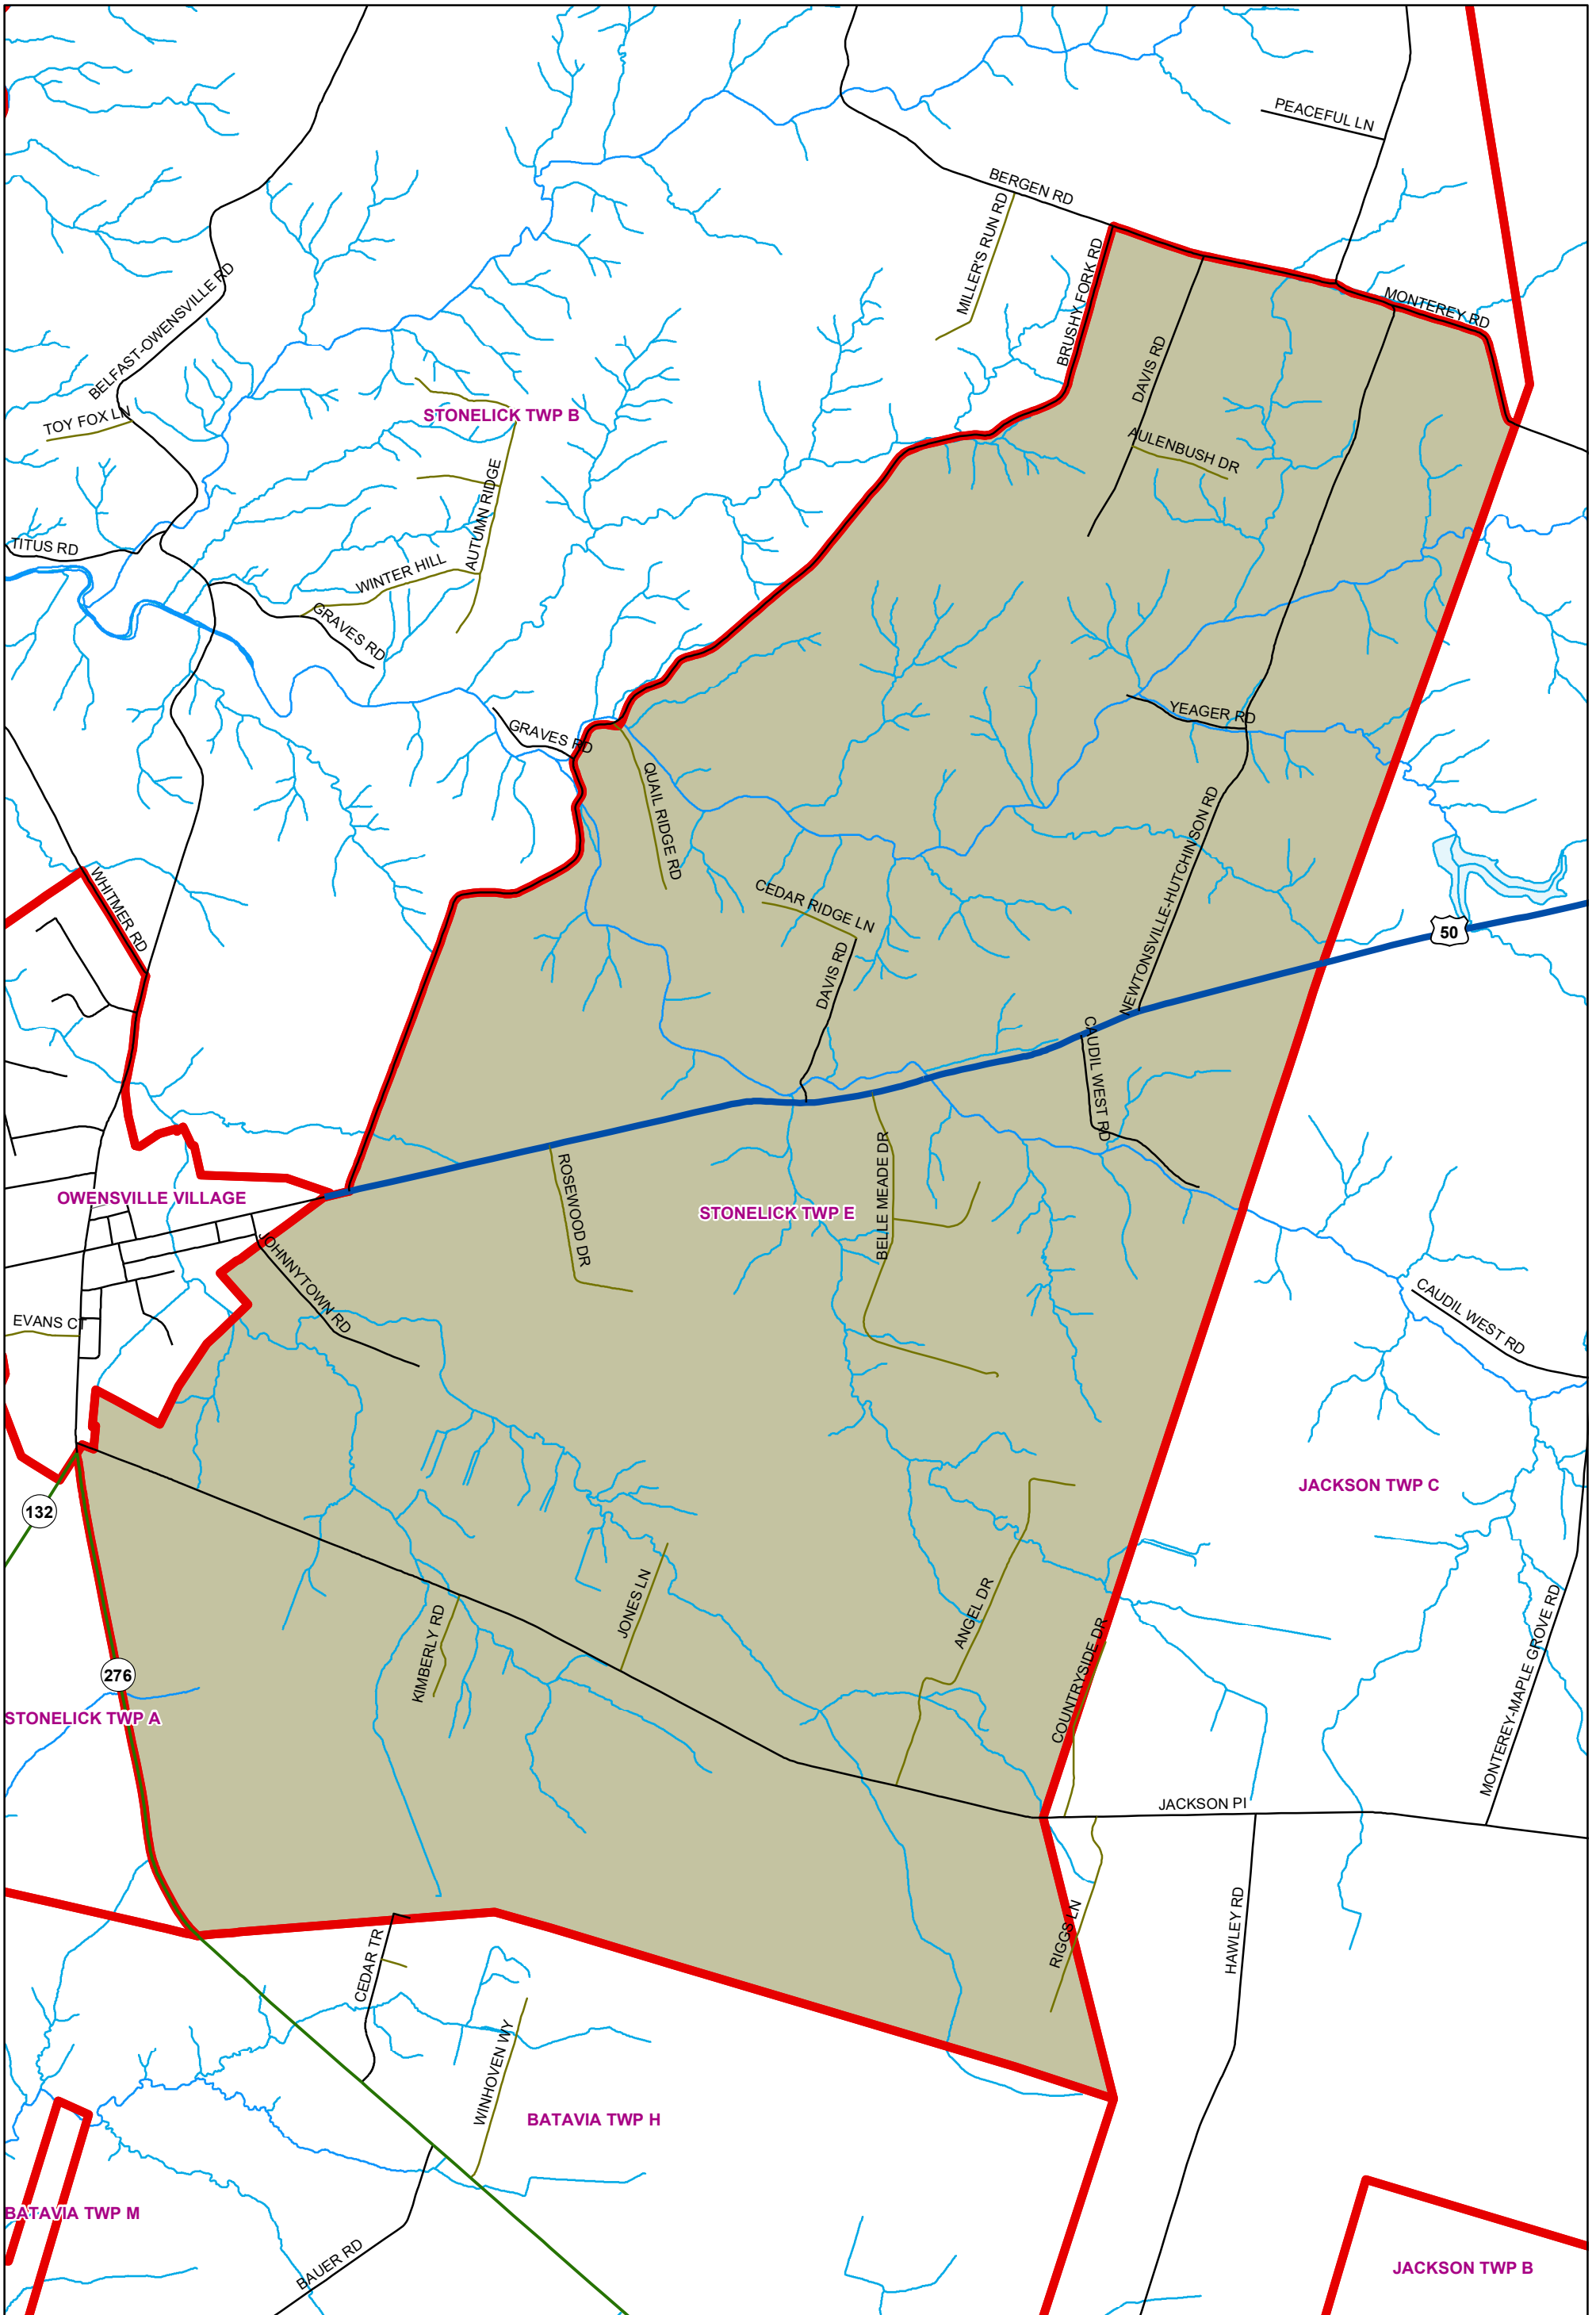 PEACEFUL LN
BERGEN RD
MILLER'S RUN RD
BRUSHY FORK RD
MONTEREY RD
BELFAST-OWENSVILLE RD
DAVIS RD
TOY FOX LN
STONELICK TWP B
AULENBUSH DR
AUTUMN RIDGE
TITUS RD
WINTER HILL
GRAVES RD
YEAGER RD
GRAVES RD
QUAIL RIDGE RD
NEWTONSVILLE-HUTCHINSON RD
WHITMER RD
CEDAR RIDGE LN
50
DAVIS RD
CAUDIL WEST RD
ROSEWOOD DR
BELLE MEADE DR
OWENSVILLE VILLAGE
STONELICK TWP E
JOHNNYTOWN RD
EVANS CT
CAUDIL WEST RD
JACKSON TWP C
132
JONES LN
ANGEL DR
KIMBERLY RD
COUNTRYSIDE DR
MONTEREY-MAPLE GROVE RD
276
STONELICK TWP A
JACKSON PI
RIGGS LN
HAWLEY RD
CEDAR TR
WINHOVEN WY
BATAVIA TWP H
BATAVIA TWP M
BAUER RD
JACKSON TWP B